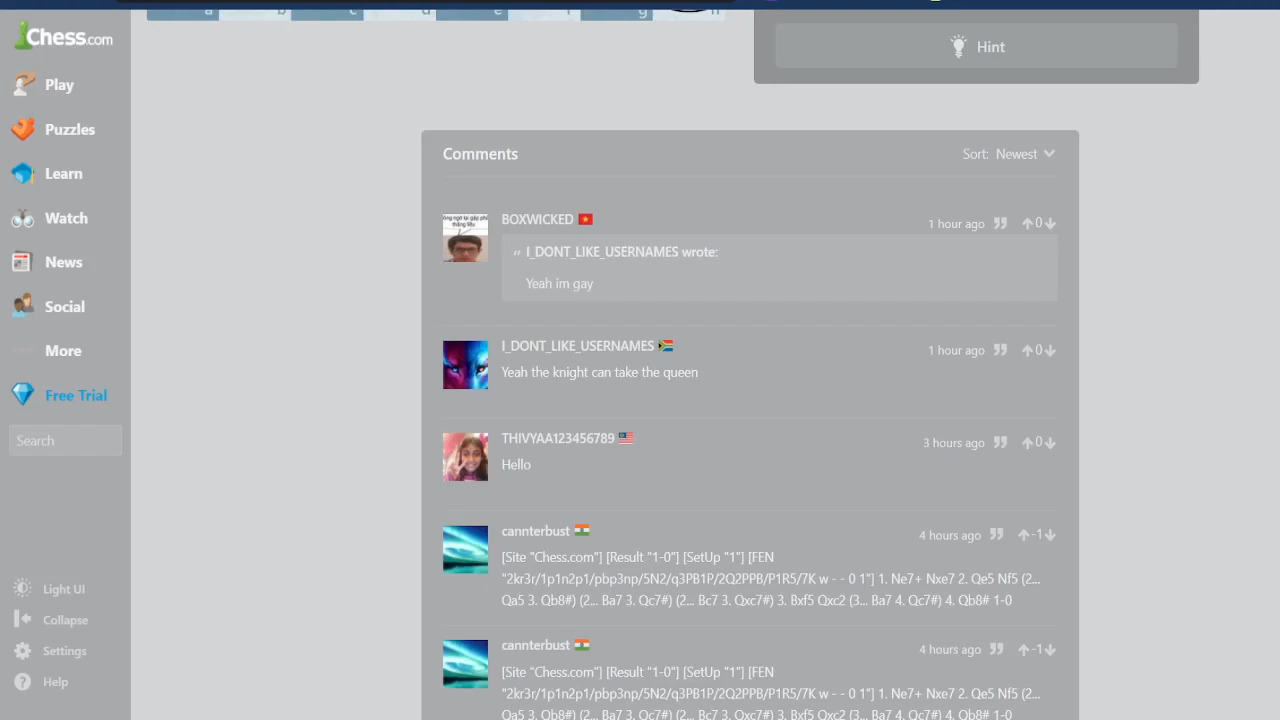 a b c d e f g h
Chess.com
Hint
Play
Puzzles
Learn
Watch
News
Social
More
Free Trial
Search
Light UI
Collapse
Settings
Help
Comments
Sort: Newest
BOXWICKED
1 hour ago
0
I_DONT_LIKE_USERNAMES wrote:
Yeah im gay
I_DONT_LIKE_USERNAMES
1 hour ago
0
Yeah the knight can take the queen
THIVYAA123456789
3 hours ago
0
Hello
cannterbust
4 hours ago
-1
[Site "Chess.com"] [Result "1-0"] [SetUp "1"] [FEN
"2kr3r/1p1n2p1/pbp3np/5N2/q3PB1P/2Q2PPB/P1R5/7K w - - 0 1"] 1. Ne7+ Nxe7 2. Qe5 Nf5 (2...
Qa5 3. Qb8#) (2... Ba7 3. Qc7#) (2... Bc7 3. Qxc7#) 3. Bxf5 Qxc2 (3... Ba7 4. Qc7#) 4. Qb8# 1-0
cannterbust
4 hours ago
-1
[Site "Chess.com"] [Result "1-0"] [SetUp "1"] [FEN
"2kr3r/1p1n2p1/pbp3np/5N2/q3PB1P/2Q2PPB/P1R5/7K w - - 0 1"] 1. Ne7+ Nxe7 2. Qe5 Nf5 (2...
Qa5 3. Qb8#) (2... Ba7 3. Qc7#) (2... Bc7 3. Qxc7#) 3. Bxf5 Qxc2 (3... Ba7 4. Qc7#) 4. Qb8# 1-0